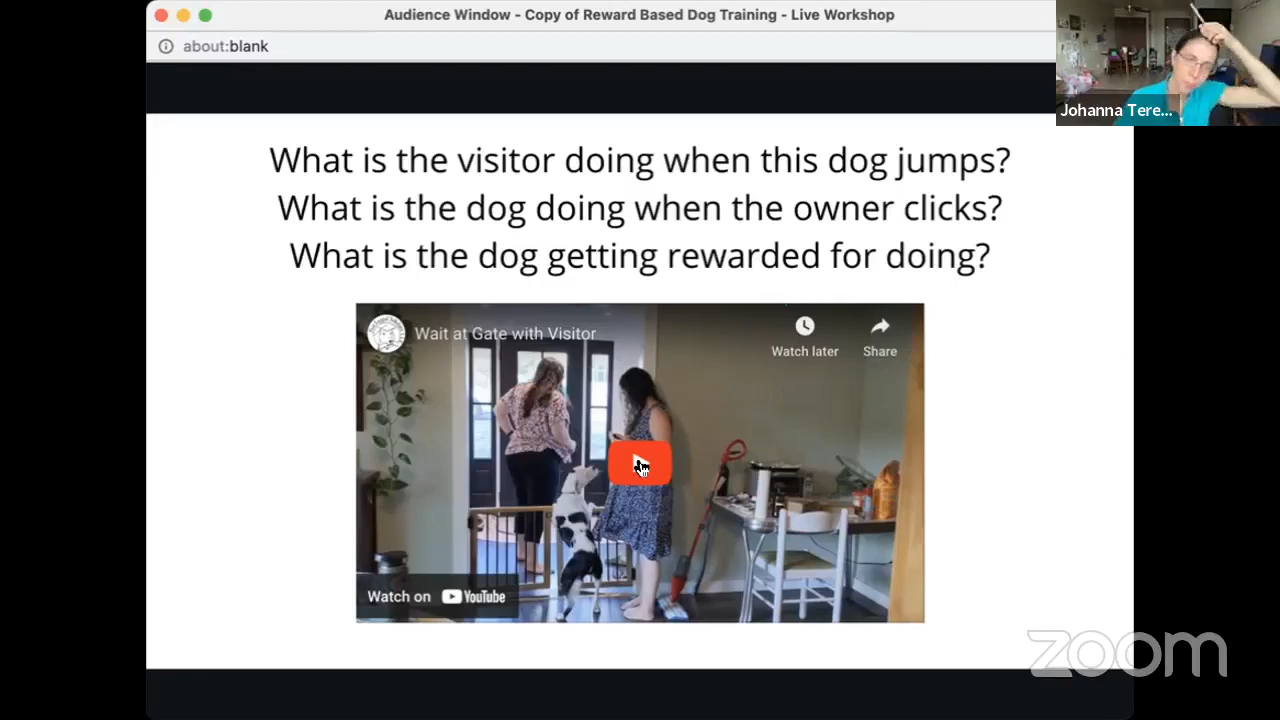 Audience Window - Copy of Reward Based Dog Training - Live Workshop
about:blank
Johanna Tere...
What is the visitor doing when this dog jumps?
What is the dog doing when the owner clicks?
What is the dog getting rewarded for doing?
Wait at Gate with Visitor
Watch later
Share
Watch on YouTube
zoom